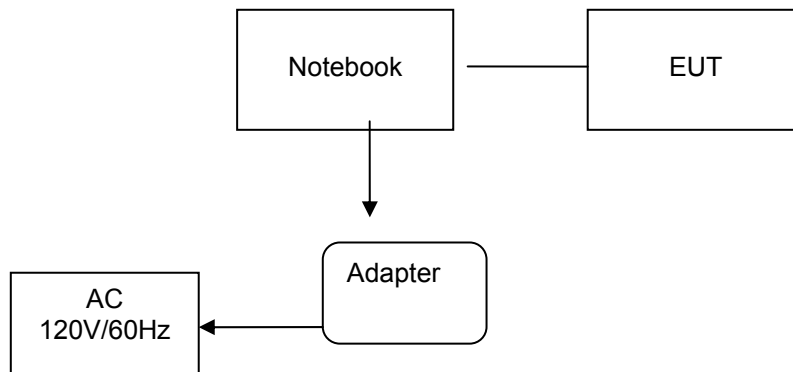 Notebook
EUT
Adapter
AC
120V/60Hz